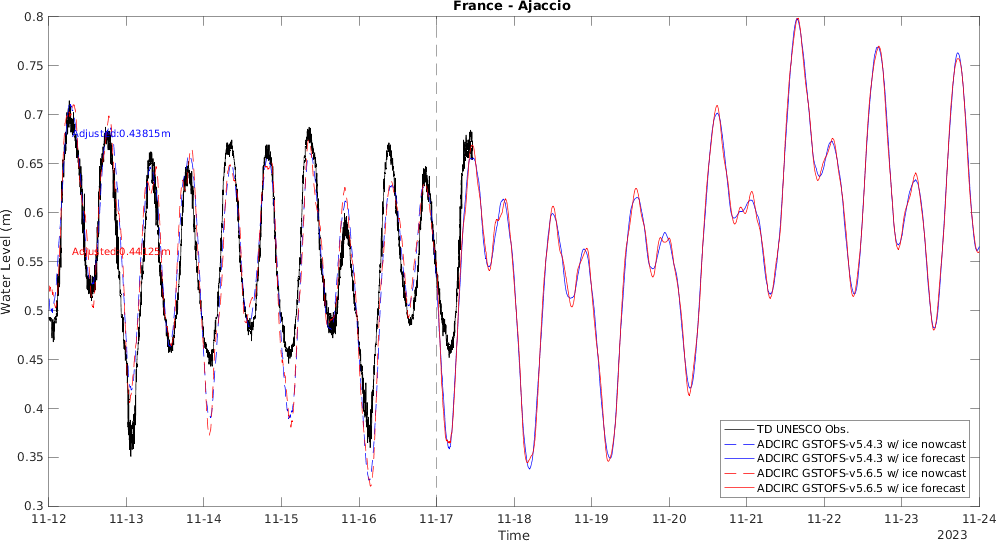 France - Ajaccio
0.8
0.75
0.7
0.65
0.6
0.55
0.5
0.45
0.4
0.35
0.3
Water Level (m)
Adjusted:0.43815m
Adjusted:0.44125m
TD UNESCO Obs.
ADCIRC GSTOFS-v5.4.3 w/ ice nowcast
ADCIRC GSTOFS-v5.4.3 w/ ice forecast
ADCIRC GSTOFS-v5.6.5 w/ ice nowcast
ADCIRC GSTOFS-v5.6.5 w/ ice forecast
11-12 11-13 11-14 11-15 11-16 11-17 11-18 11-19 11-20 11-21 11-22 11-23 11-24
Time
2023